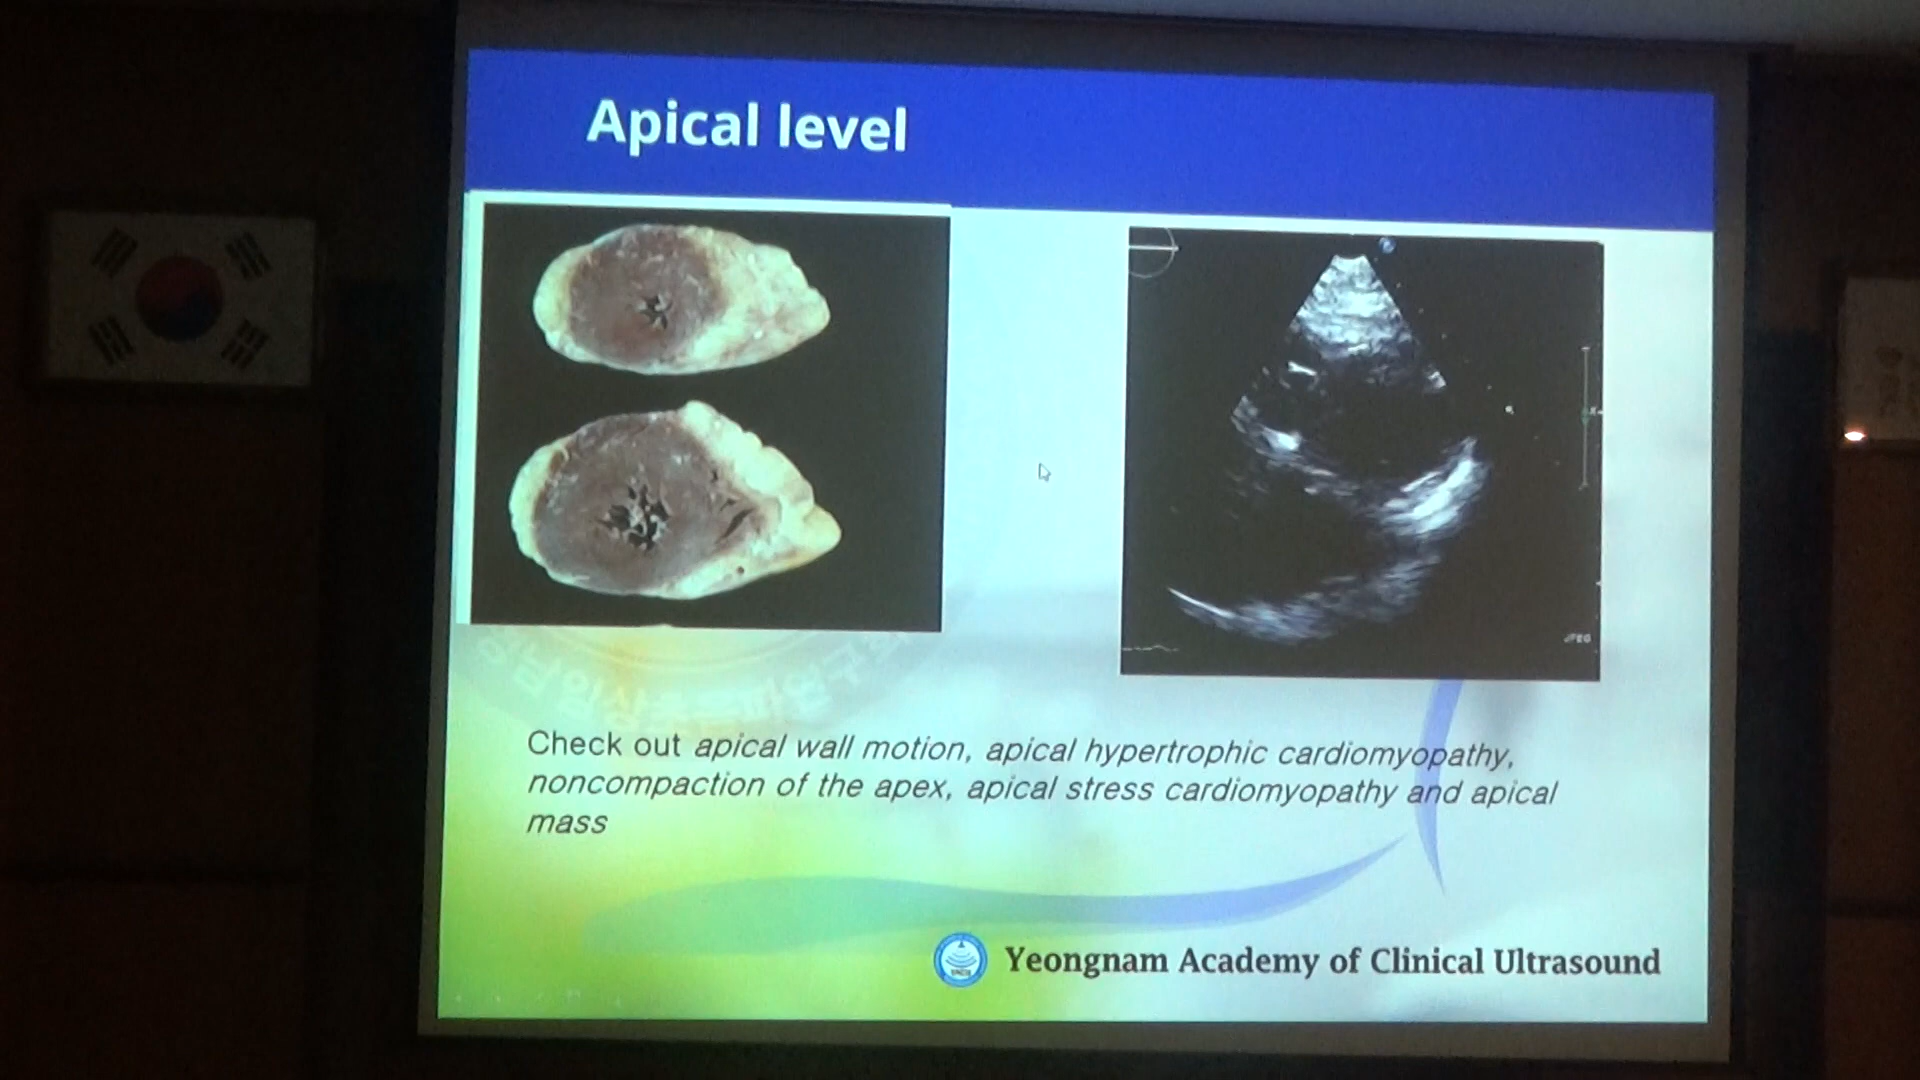 Apical level
JPEG
Check out apical wall motion, apical hypertrophic cardiomyopathy,
noncompaction of the apex, apical stress cardiomyopathy and apical
mass
Yeongnam Academy of Clinical Ultrasound